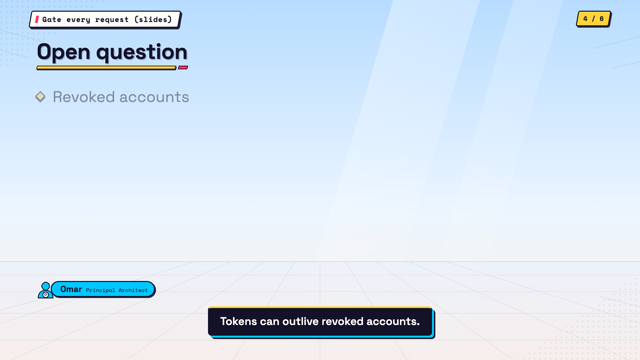 Gate every request (slides)
4 / 6
Open question
Revoked accounts
Omar Principal Architect
Tokens can outlive revoked accounts.